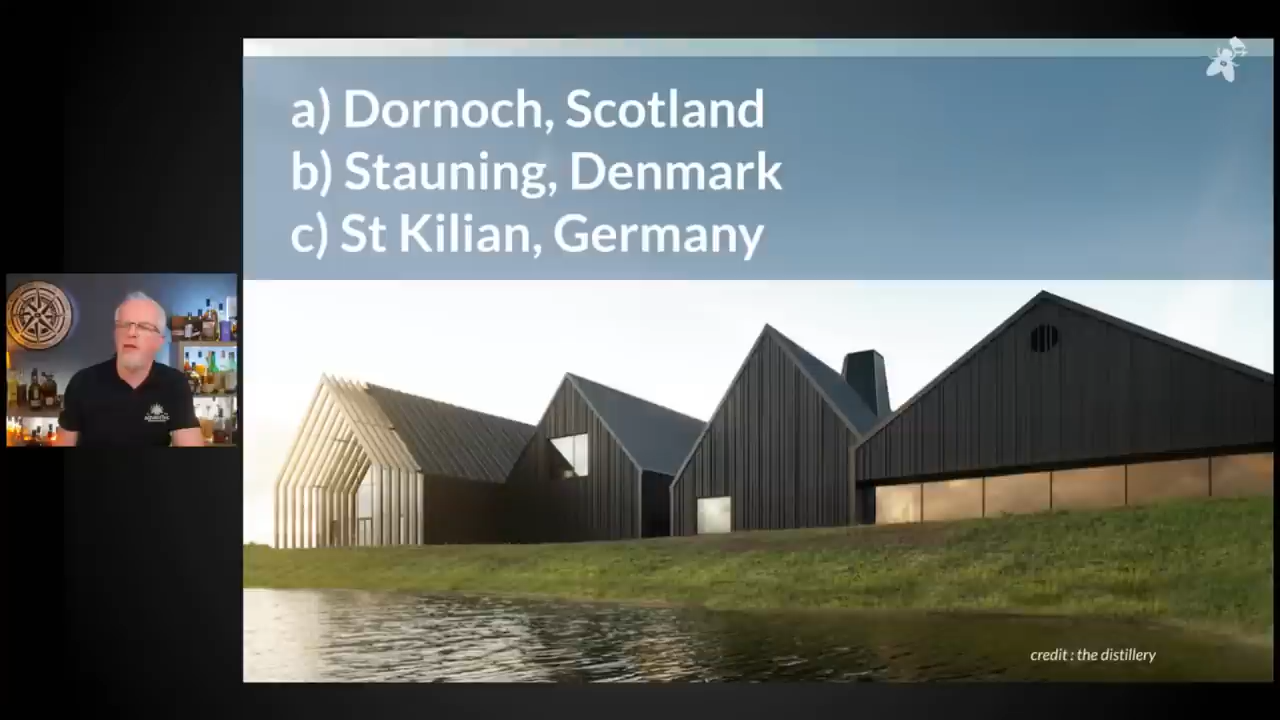 a) Dornoch, Scotland
b) Stauning, Denmark
c) St Kilian, Germany
credit : the distillery